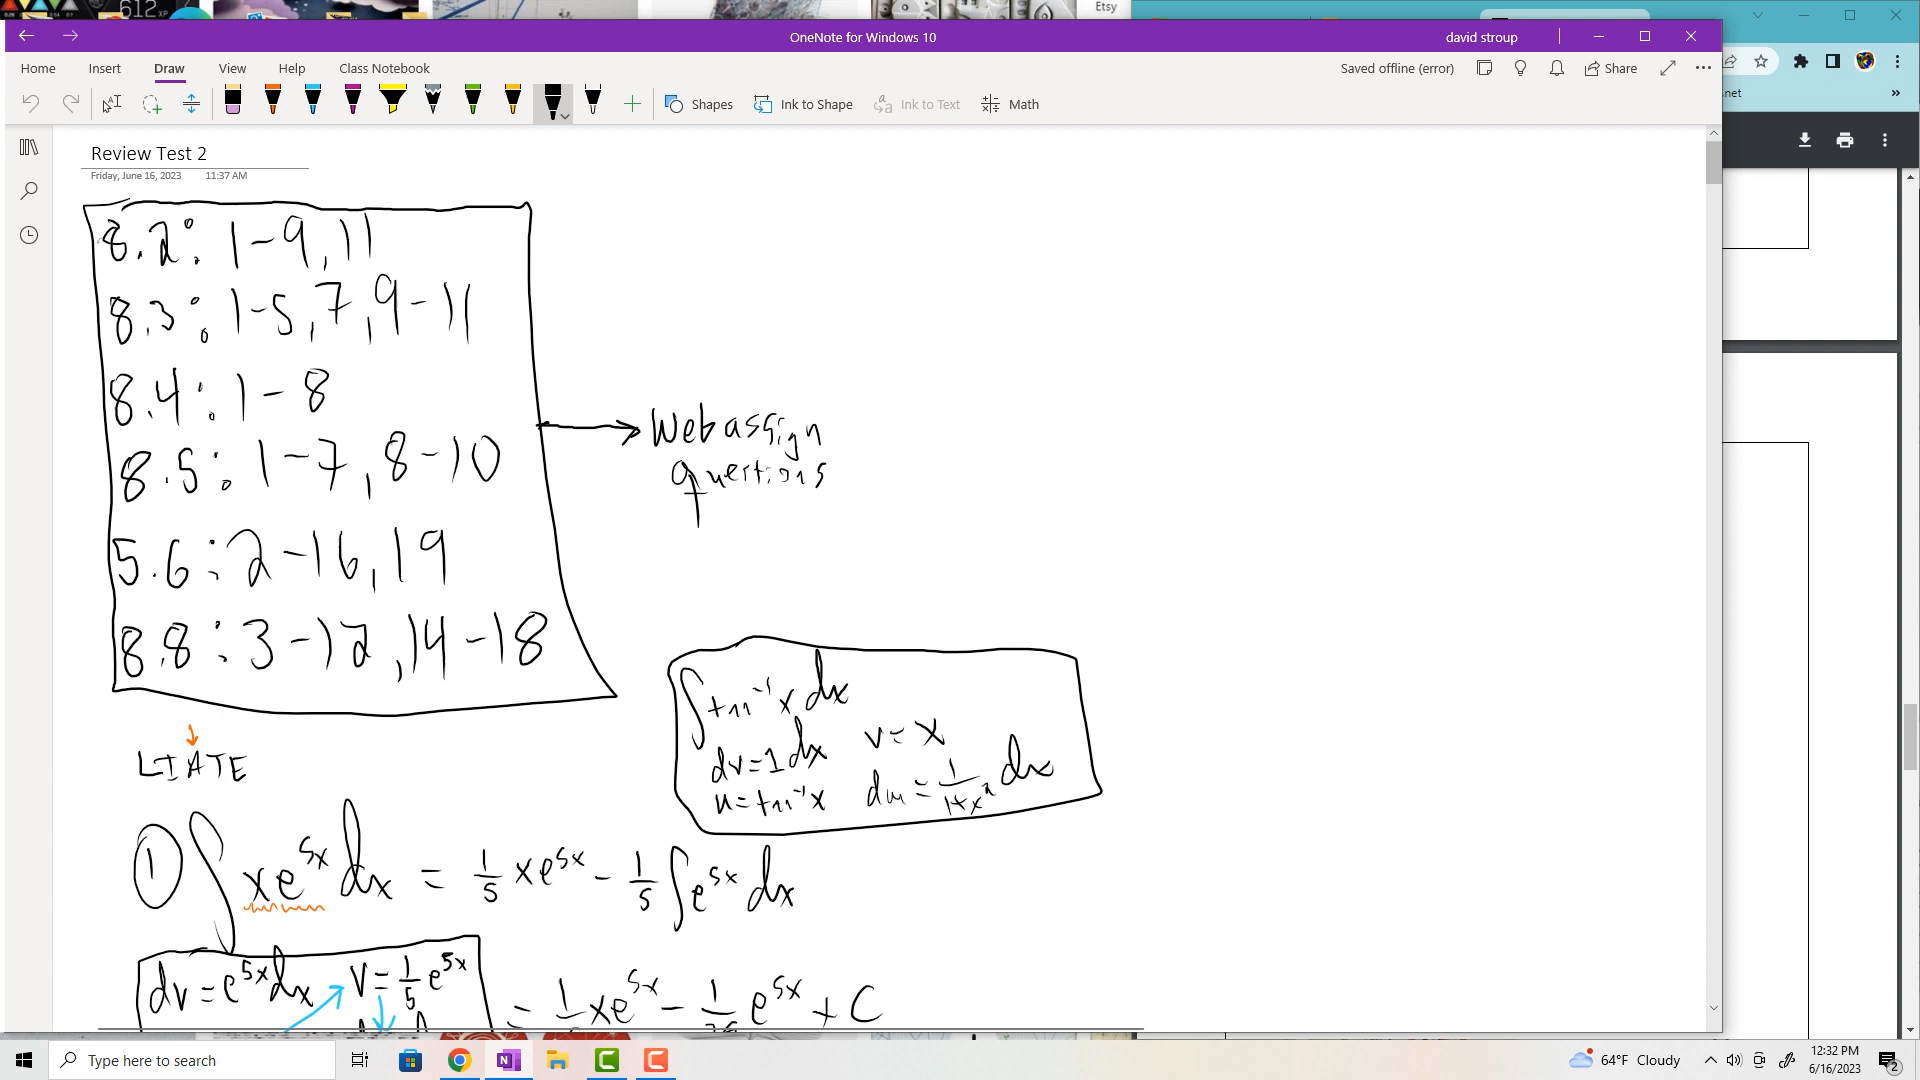 612 XP
Etsy
OneNote for Windows 10
david stroup
Home Insert Draw View Help Class Notebook
Saved offline (error)
Share
Shapes
Ink to Shape
Ink to Text
Math
.net
Review Test 2
Friday, June 16, 2023 11:37 AM
8.2: 1-9, 11
8.3: 1-5, 7, 9-11
8.4: 1-8
8.5: 1-7, 8-10
5.6: 2-16, 19
8.8: 3-12, 14-18
→ Webassign
questions
∫ tan⁻¹x dx
dv = 1 dx v = x
u = tan⁻¹x du = 1/(1+x²) dx
LIATE
① ∫ xe^{5x} dx = 1/5 xe^{5x} - 1/5 ∫ e^{5x} dx
dv = e^{5x}dx v = 1/5 e^{5x}
= 1/5 xe^{5x} - 1/25 e^{5x} + C
Type here to search
64°F Cloudy
12:32 PM
6/16/2023
2